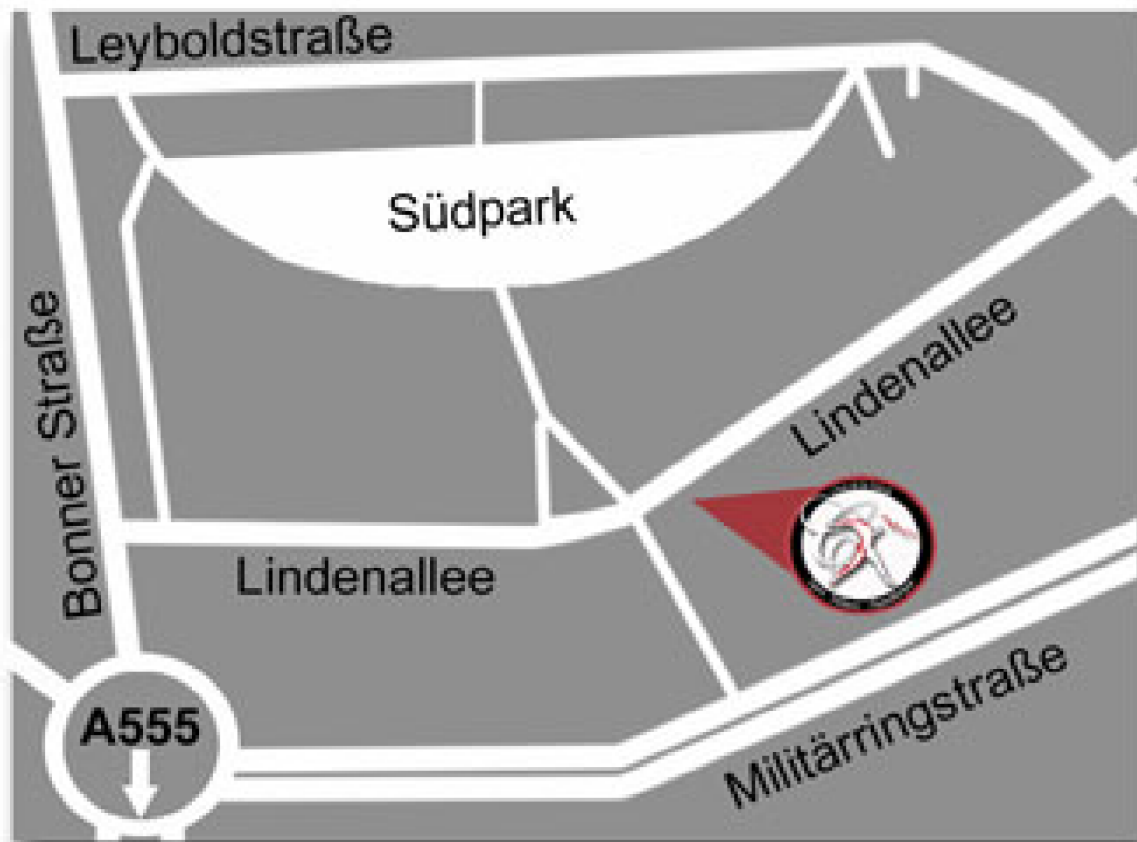 Leyboldstraße
Südpark
Bonner Straße
Lindenallee
Lindenallee
A555
Militärringstraße